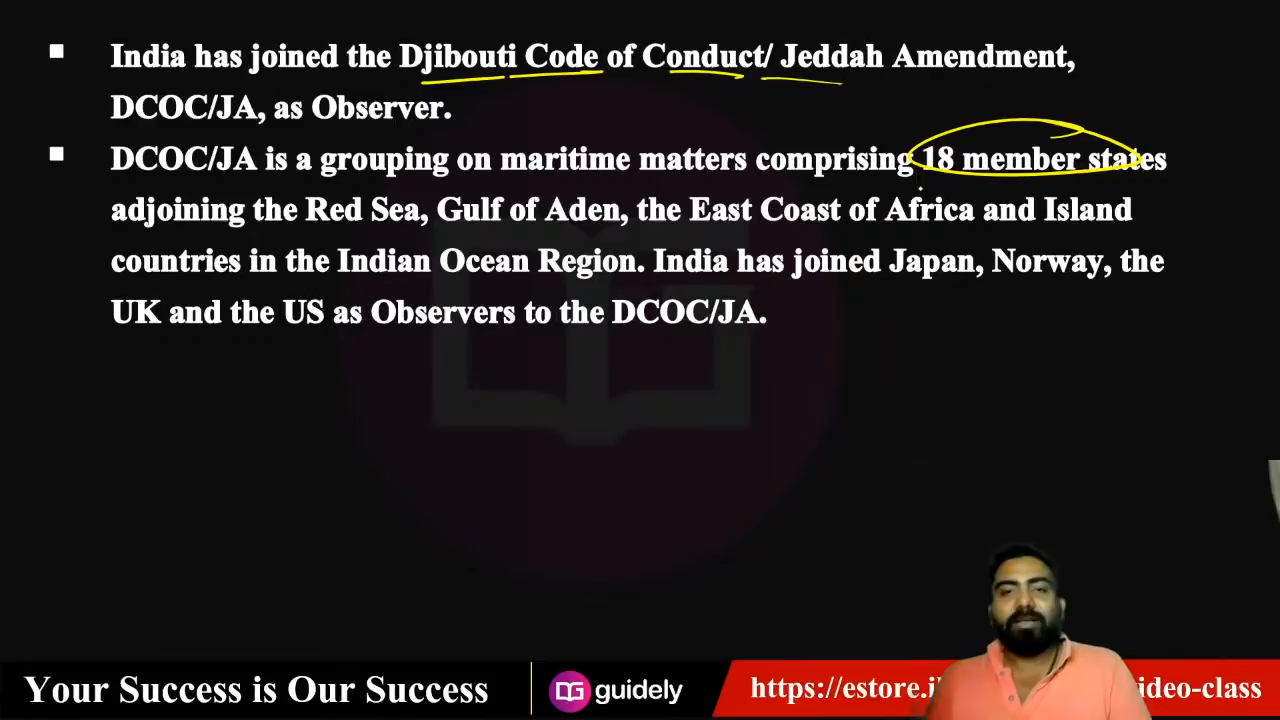 ▪ India has joined the Djibouti Code of Conduct/ Jeddah Amendment,
DCOC/JA, as Observer.
▪ DCOC/JA is a grouping on maritime matters comprising 18 member states
adjoining the Red Sea, Gulf of Aden, the East Coast of Africa and Island
countries in the Indian Ocean Region. India has joined Japan, Norway, the
UK and the US as Observers to the DCOC/JA.
Your Success is Our Success
guidely
https://estore.i
ideo-class